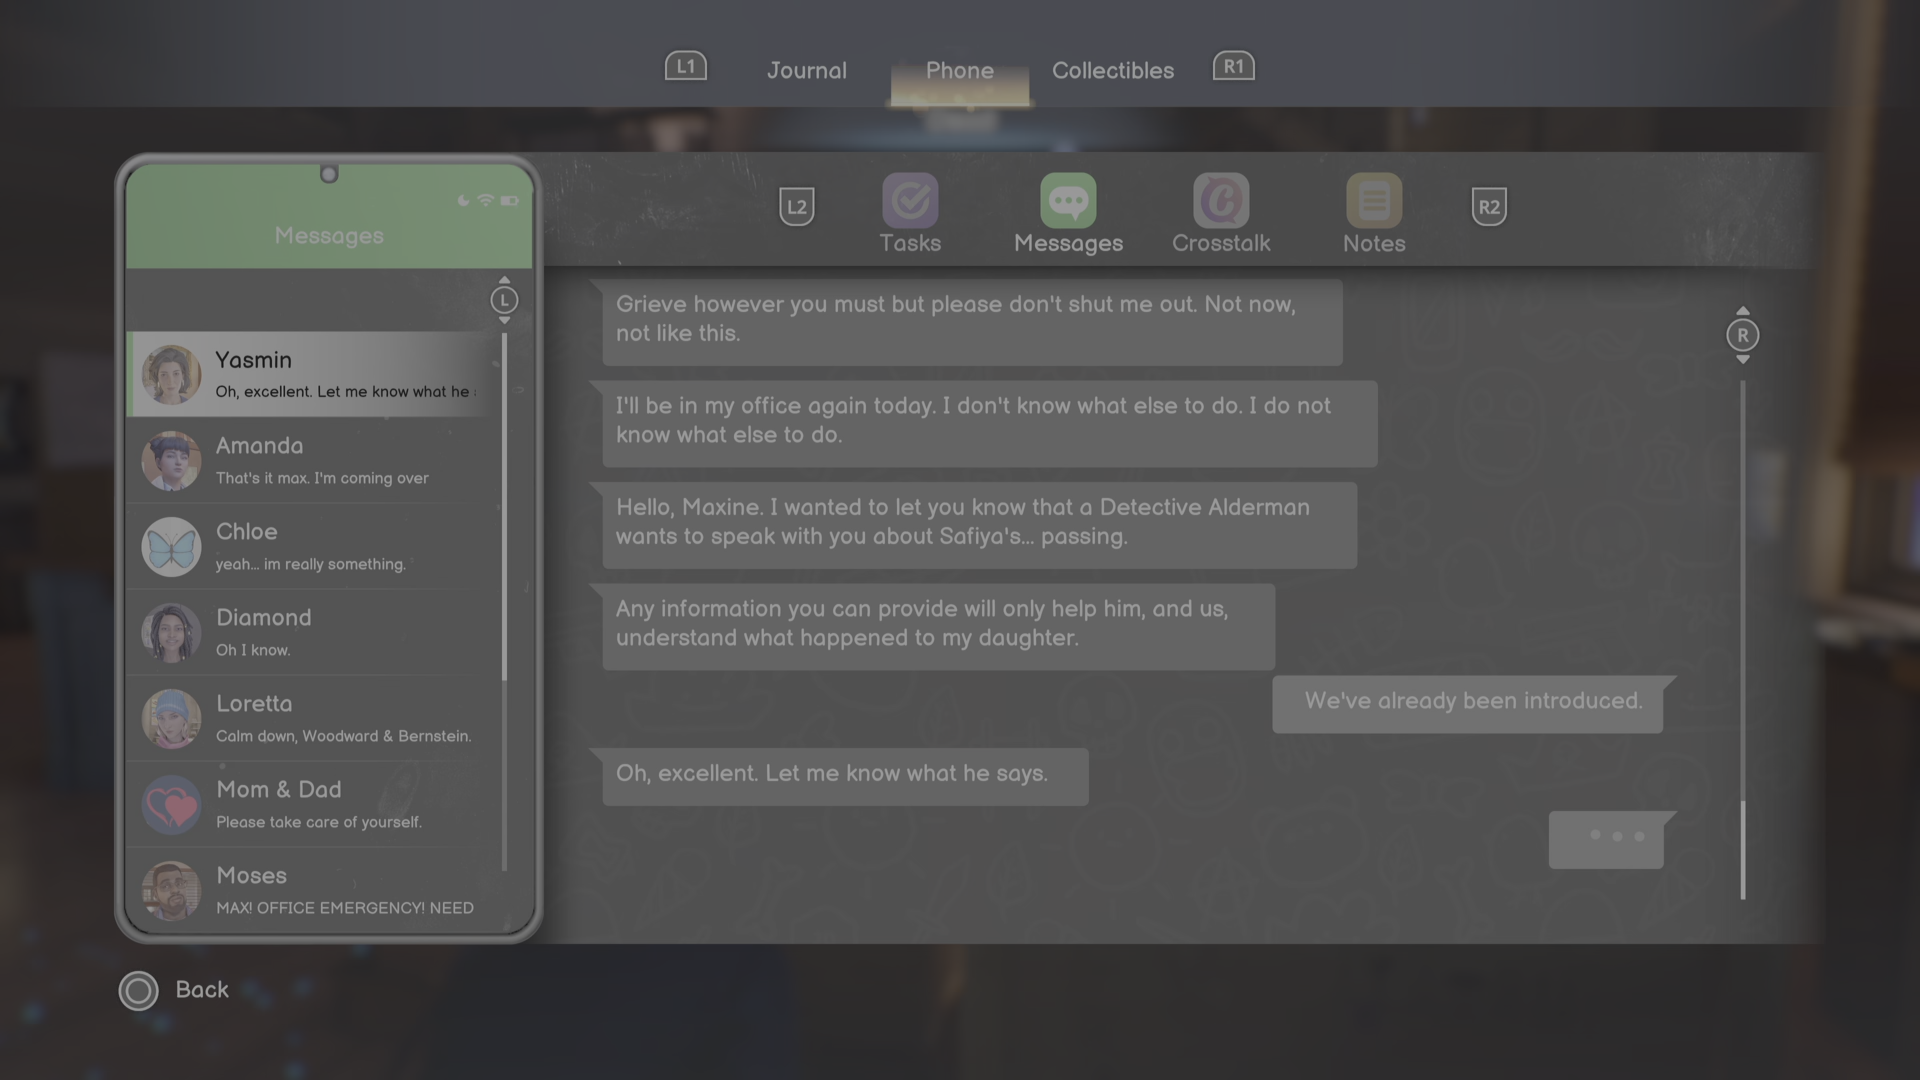 L1
Journal
Phone
Collectibles
R1
Messages
L
Yasmin
Oh, excellent. Let me know what he
Amanda
That's it max. I'm coming over
Chloe
yeah... im really something.
Diamond
Oh I know.
Loretta
Calm down, Woodward & Bernstein.
Mom & Dad
Please take care of yourself.
Moses
MAX! OFFICE EMERGENCY! NEED
L2
Tasks
Messages
Crosstalk
Notes
R2
Grieve however you must but please don't shut me out. Not now,
not like this.
I'll be in my office again today. I don't know what else to do. I do not
know what else to do.
Hello, Maxine. I wanted to let you know that a Detective Alderman
wants to speak with you about Safiya's... passing.
Any information you can provide will only help him, and us,
understand what happened to my daughter.
We've already been introduced.
Oh, excellent. Let me know what he says.
R
Back